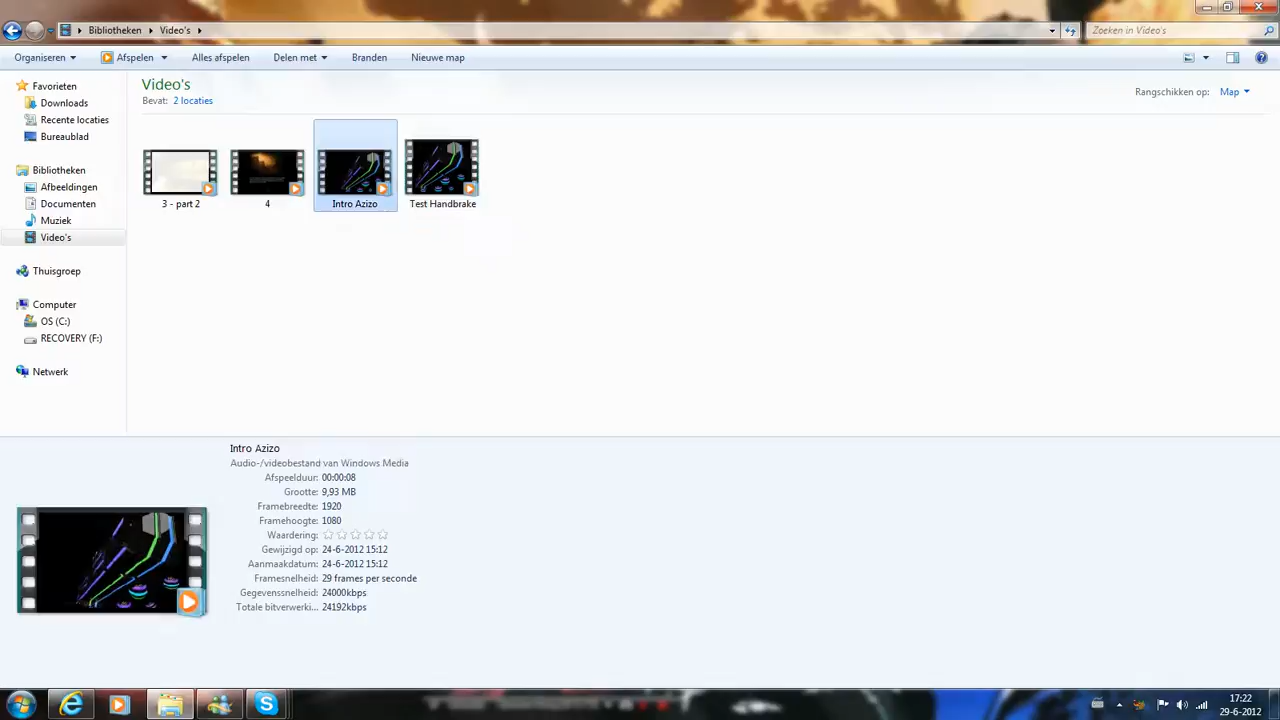 Bibliotheken Video's
Zoeken in Video's
Organiseren Afspelen Alles afspelen Delen met Branden Nieuwe map
Favorieten
Downloads
Recente locaties
Bureaublad
Bibliotheken
Afbeeldingen
Documenten
Muziek
Video's
Thuisgroep
Computer
OS (C:)
RECOVERY (F:)
Netwerk
Video's
Bevat: 2 locaties
Rangschikken op: Map
3 - part 2
4
Intro Azizo
Test Handbrake
Intro Azizo
Audio-/videobestand van Windows Media
Afspeelduur: 00:00:08
Grootte: 9,93 MB
Framebreedte: 1920
Framehoogte: 1080
Waardering:
Gewijzigd op: 24-6-2012 15:12
Aanmaakdatum: 24-6-2012 15:12
Framesnelheid: 29 frames per seconde
Gegevenssnelheid: 24000kbps
Totale bitverwerki... 24192kbps
17:22
29-6-2012